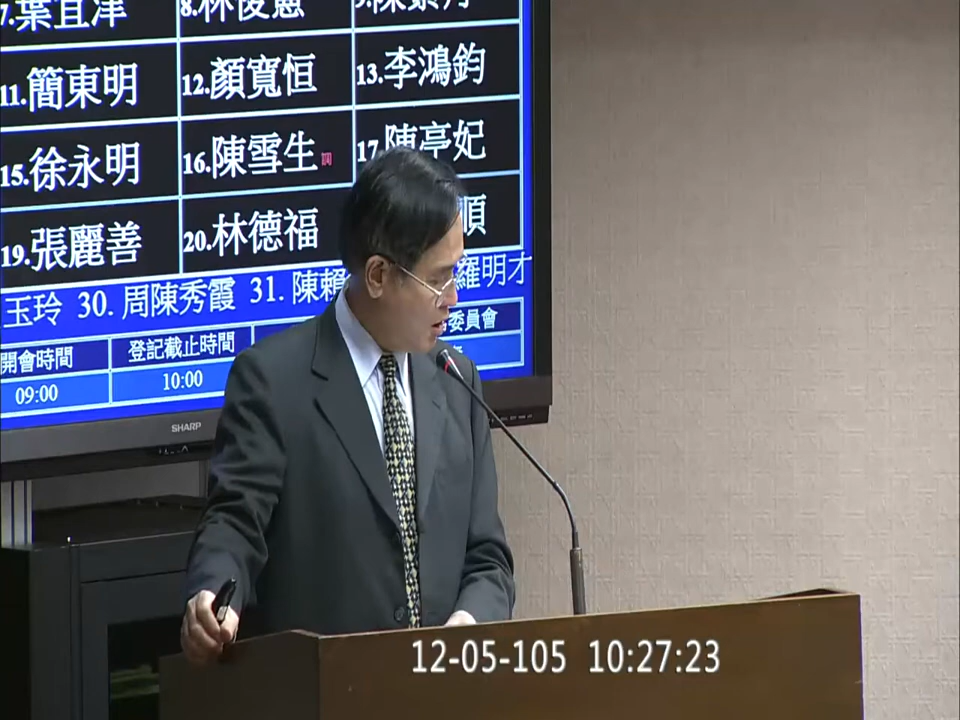 7.葉宜津 8.林俊憲
11.簡東明 12.顏寬恒 13.李鴻鈞
15.徐永明 16.陳雪生 17.陳亭妃
19.張麗善 20.林德福 順
玉玲 30. 周陳秀霞 31. 陳賴 羅明才
開會時間 登記截止時間 委員會
09:00 10:00
SHARP
12-05-105 10:27:23